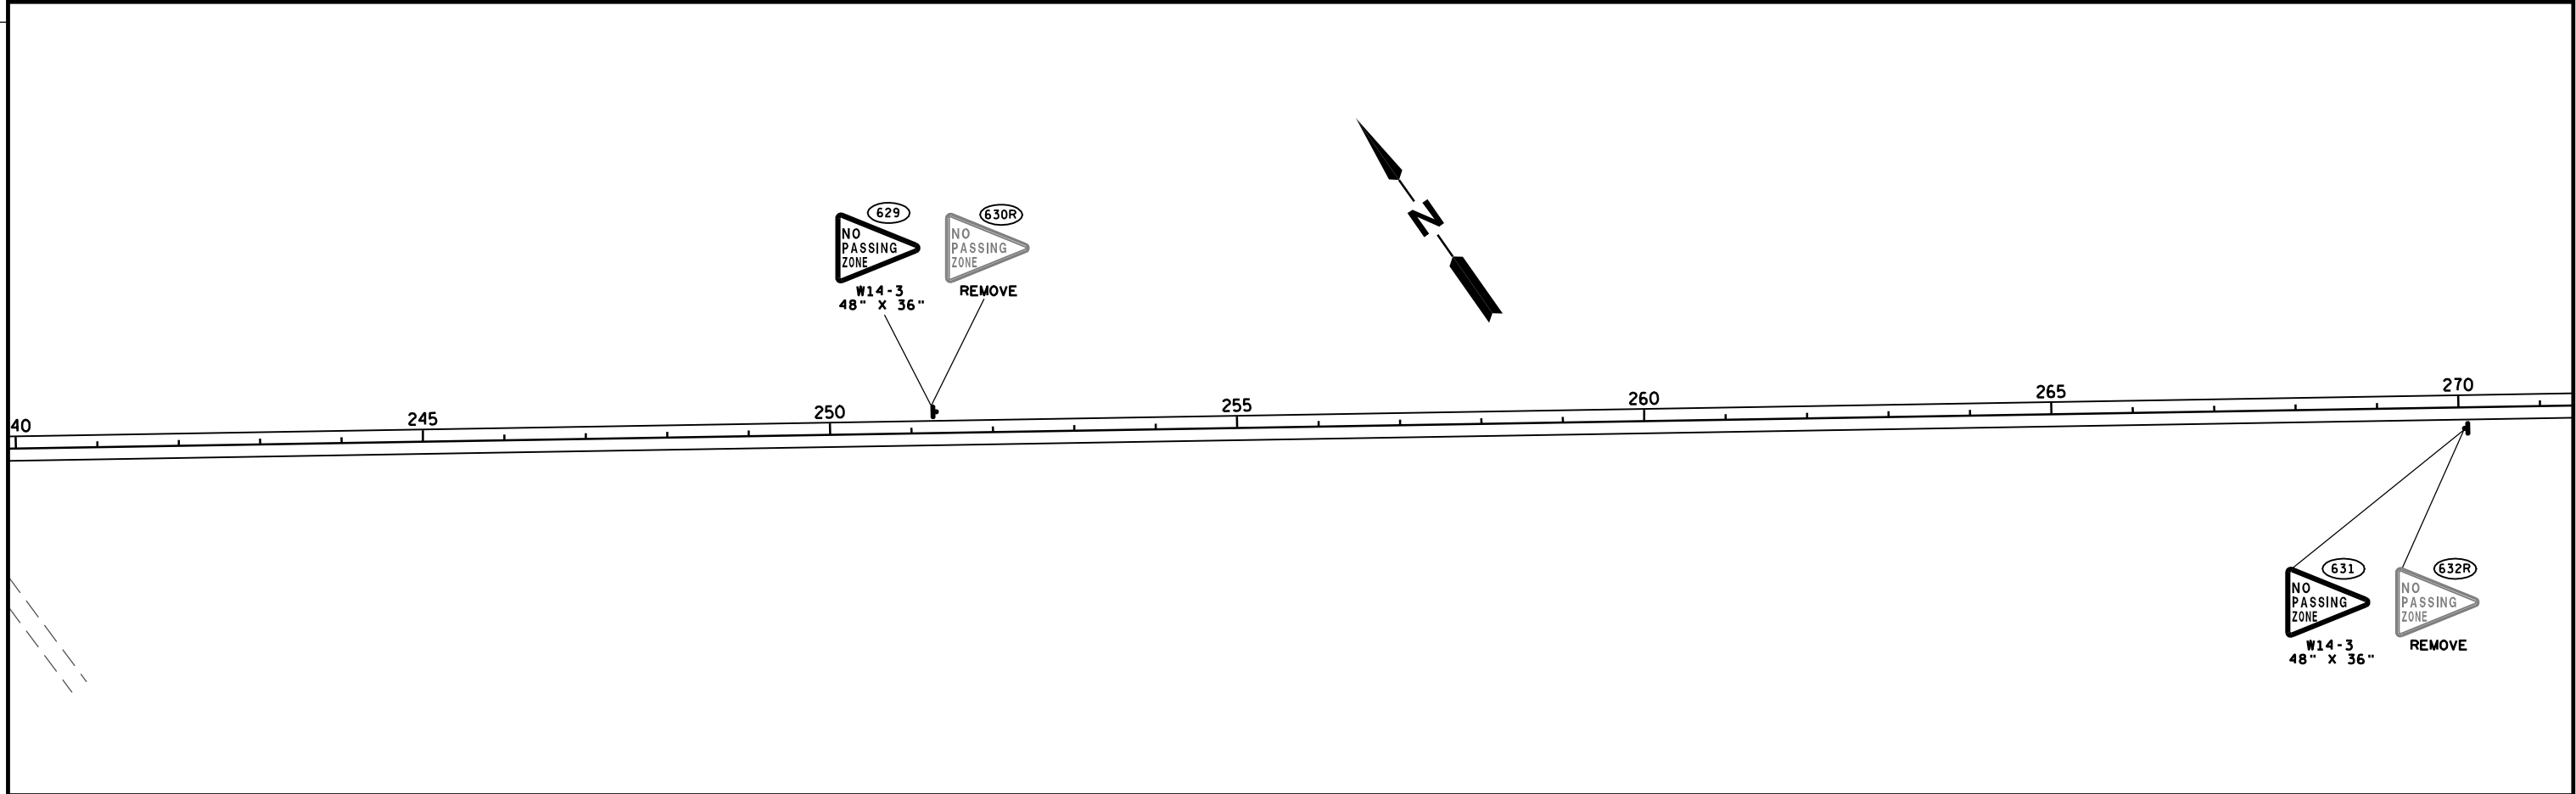 N
629
NO
PASSING
ZONE
W14-3
48" X 36"
630R
NO
PASSING
ZONE
REMOVE
40
245
250
255
260
265
270
631
NO
PASSING
ZONE
W14-3
48" X 36"
632R
NO
PASSING
ZONE
REMOVE